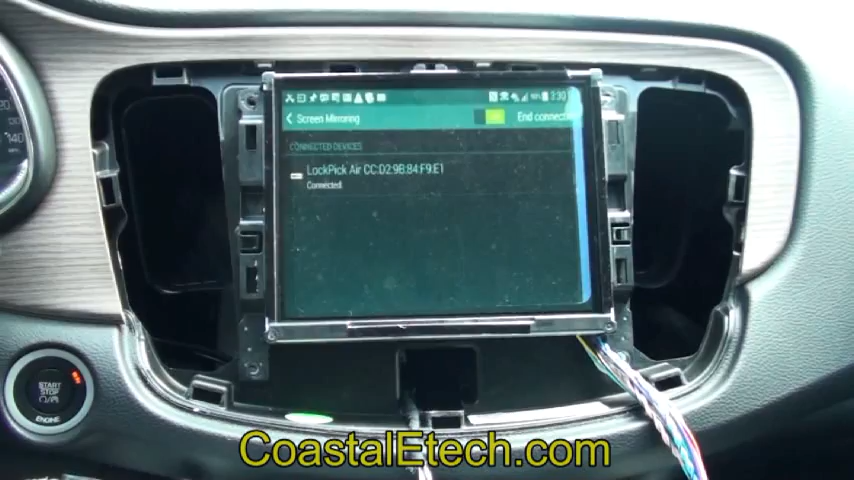 3:30
Screen Mirroring
End connectio
CONNECTED DEVICES
LockPick Air CC:D2:9B:84:F9:E1
Connected
140
START
STOP
ENGINE
CoastalEtech.com